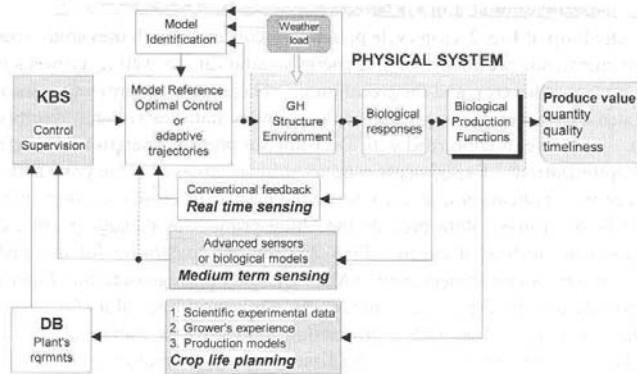 Model
Identification
Weather
load
PHYSICAL SYSTEM
KBS
Control
Supervision
Model Reference
Optimal Control
or
adaptive
trajectories
GH
Structure
Environment
Biological
responses
Biological
Production
Functions
Produce value
quantity
quality
timeliness
Conventional feedback
Real time sensing
Advanced sensors
or biological models
Medium term sensing
DB
Plant's
rqrmnts
1. Scientific experimental data
2. Grower's experience
3. Production models
Crop life planning